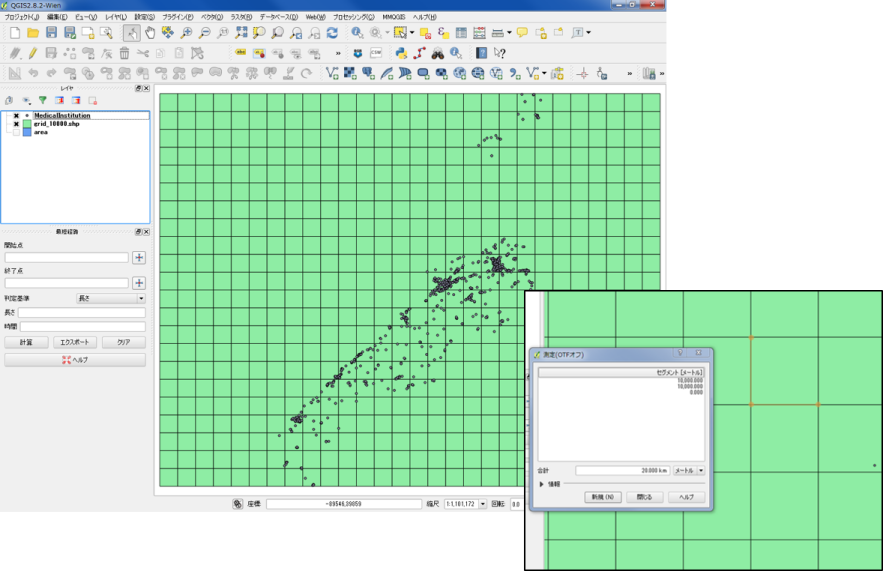 QGIS2.8.2-Wien
プロジェクト(J) 編集(E) ビュー(V) レイヤ(L) 設定(S) プラグイン(P) ベクタ(O) ラスタ(R) データベース(D) Web(W) プロセッシング(C) MMQGIS ヘルプ(H)
レイヤ
MedicalInstitution
grid_10000.shp
area
最短経路
開始点
終了点
判定基準 長さ
長さ
時間
計算 エクスポート クリア
ヘルプ
座標 -89546,39859 縮尺 1:1,101,172 回転 0.0
測定(OTFオフ)
セグメント [メートル]
10,000.000
10,000.000
0.000
合計 20.000 km メートル
情報
新規(N) 閉じる ヘルプ